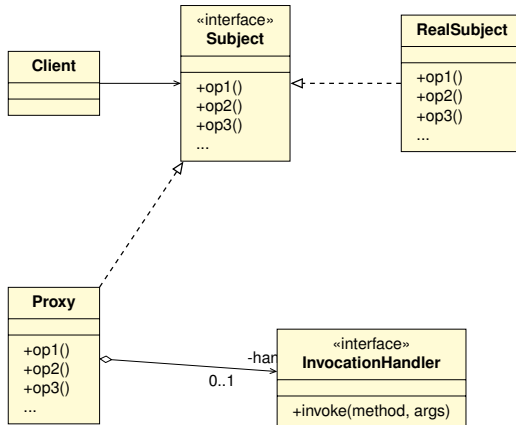 «interface»
Subject
+op1()
+op2()
+op3()
...
RealSubject
+op1()
+op2()
+op3()
...
Client
Proxy
+op1()
+op2()
+op3()
...
0..1
«interface»
InvocationHandler
+invoke(method, args)